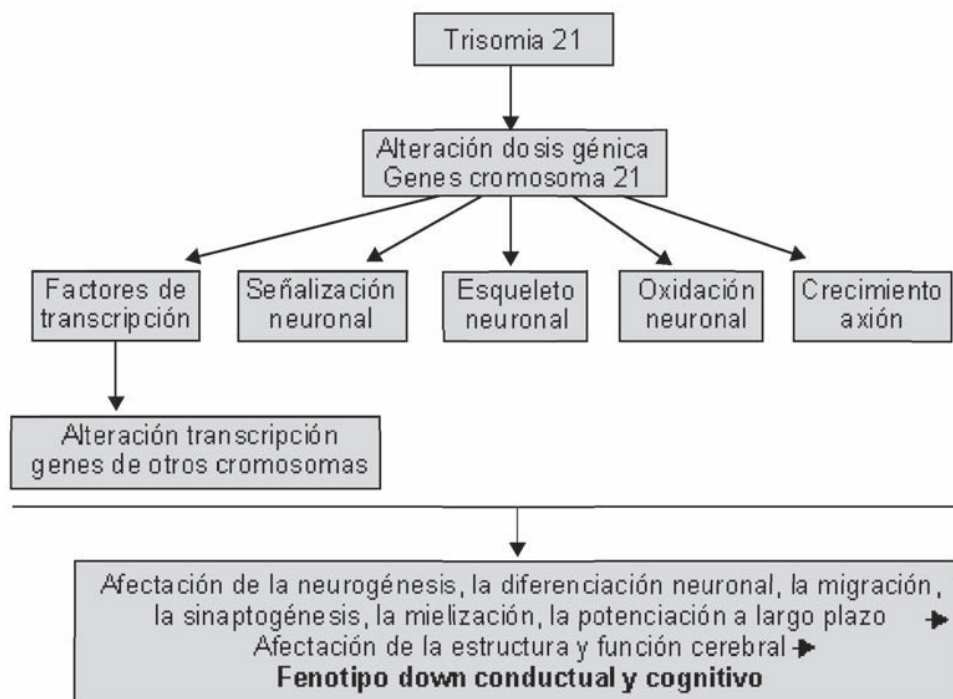 Trisomia 21
Alteración dosis génica
Genes cromosoma 21
Factores de
transcripción
Señalización
neuronal
Esqueleto
neuronal
Oxidación
neuronal
Crecimiento
axión
Alteración transcripción
genes de otros cromosomas
Afectación de la neurogénesis, la diferenciación neuronal, la migración,
la sinaptogénesis, la mielización, la potenciación a largo plazo
Afectación de la estructura y función cerebral
Fenotipo down conductual y cognitivo